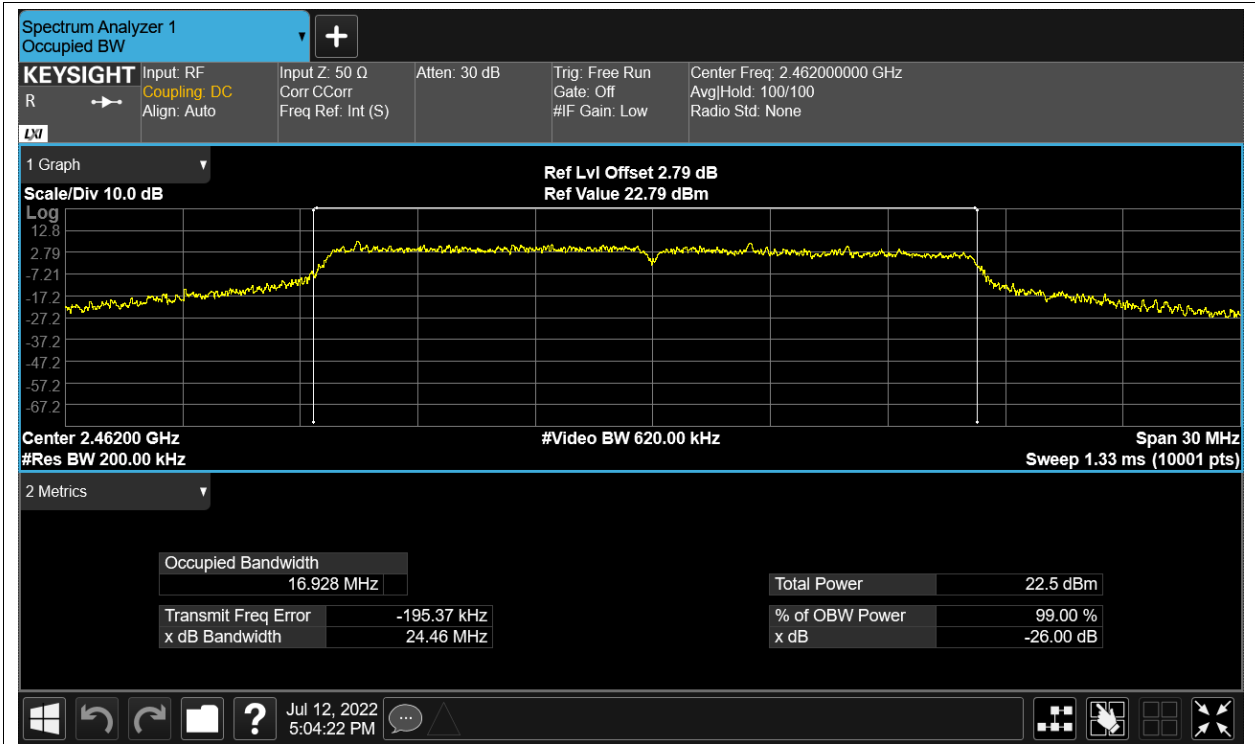 Spectrum Analyzer 1
Occupied BW
KEYSIGHT
R
LXI
Input: RF
Coupling: DC
Align: Auto
Input Z: 50 Ω
Corr CCorr
Freq Ref: Int (S)
Atten: 30 dB
Trig: Free Run
Gate: Off
#IF Gain: Low
Center Freq: 2.462000000 GHz
Avg|Hold: 100/100
Radio Std: None
1 Graph
Scale/Div 10.0 dB
Ref Lvl Offset 2.79 dB
Ref Value 22.79 dBm
Log
12.8
2.79
-7.21
-17.2
-27.2
-37.2
-47.2
-57.2
-67.2
Center 2.46200 GHz
#Video BW 620.00 kHz
Span 30 MHz
#Res BW 200.00 kHz
Sweep 1.33 ms (10001 pts)
2 Metrics
Occupied Bandwidth
16.928 MHz
Total Power 22.5 dBm
Transmit Freq Error -195.37 kHz
% of OBW Power 99.00 %
x dB Bandwidth 24.46 MHz
x dB -26.00 dB
?
Jul 12, 2022
5:04:22 PM